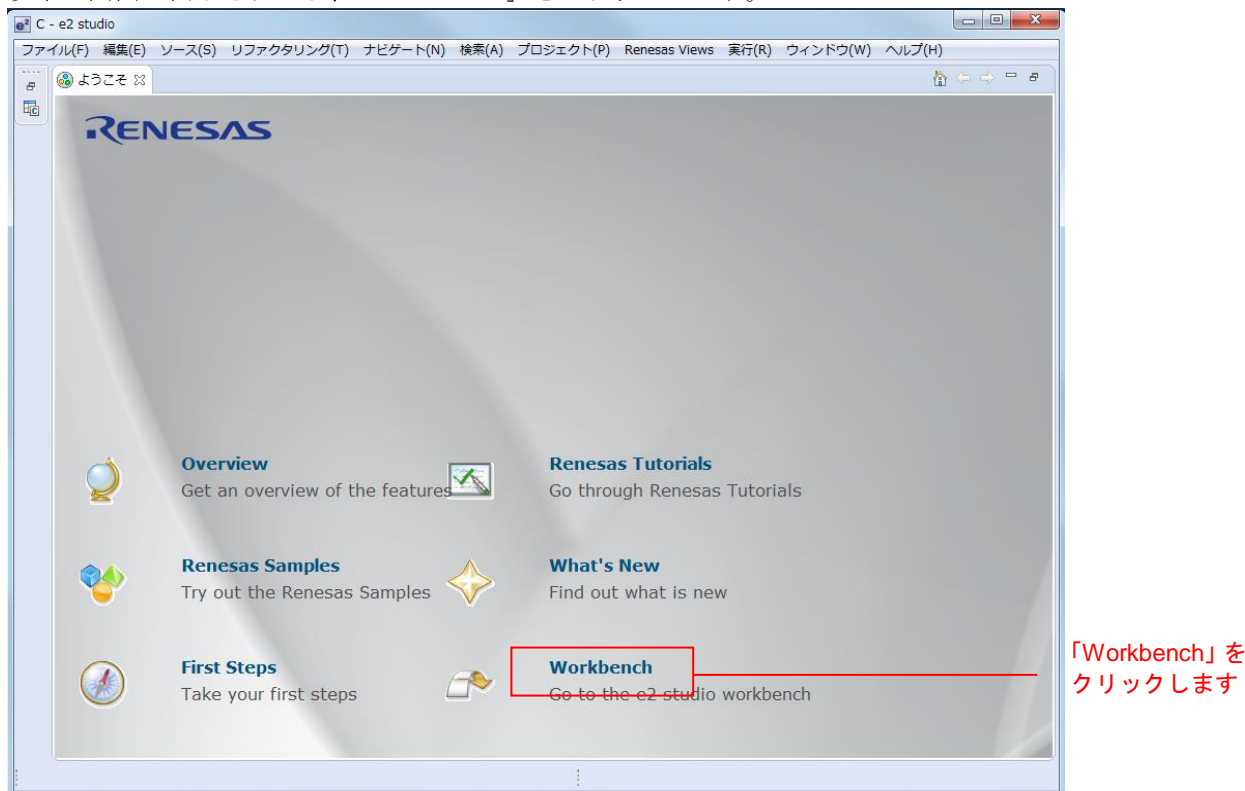 C - e2 studio
ファイル(F) 編集(E) ソース(S) リファクタリング(T) ナビゲート(N) 検索(A) プロジェクト(P) Renesas Views 実行(R) ウィンドウ(W) ヘルプ(H)
ようこそ
RENESAS
Overview
Get an overview of the features
Renesas Tutorials
Go through Renesas Tutorials
Renesas Samples
Try out the Renesas Samples
What's New
Find out what is new
First Steps
Take your first steps
Workbench
Go to the e2 studio workbench
「Workbench」を
クリックします